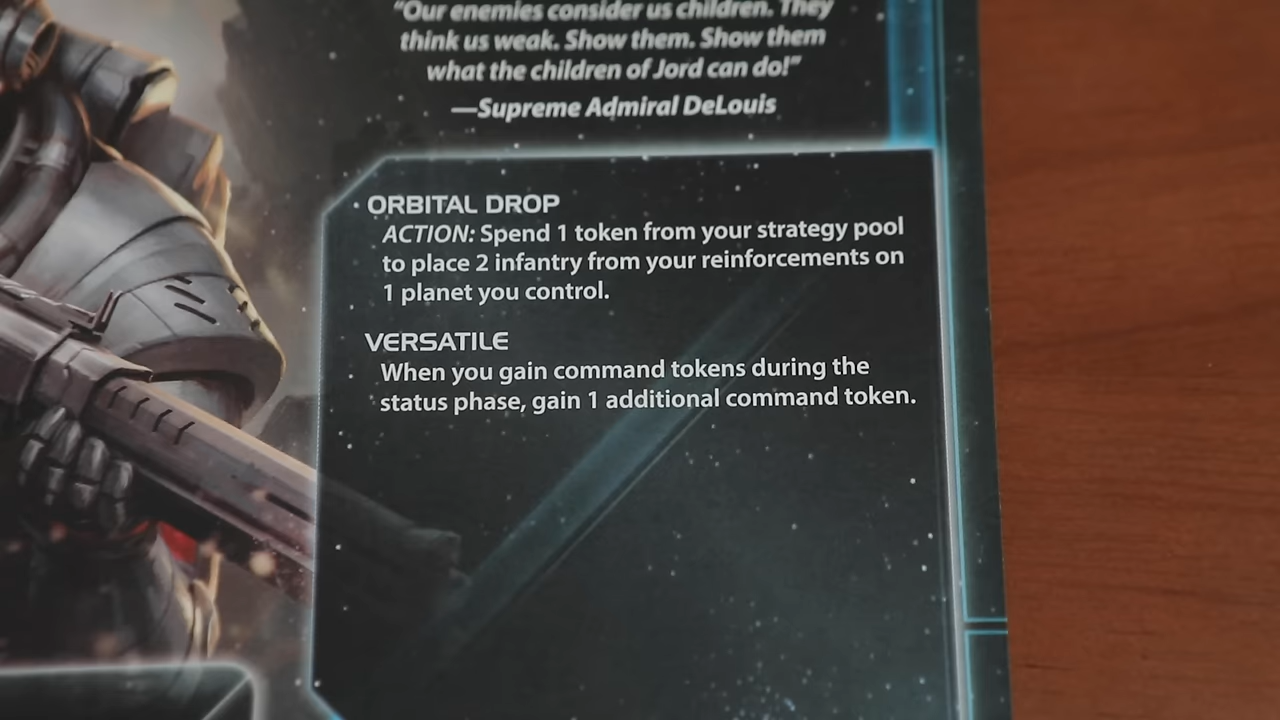 “Our enemies consider us children. They
think us weak. Show them. Show them
what the children of Jord can do!”
—Supreme Admiral DeLouis
ORBITAL DROP
ACTION: Spend 1 token from your strategy pool
to place 2 infantry from your reinforcements on
1 planet you control.
VERSATILE
When you gain command tokens during the
status phase, gain 1 additional command token.